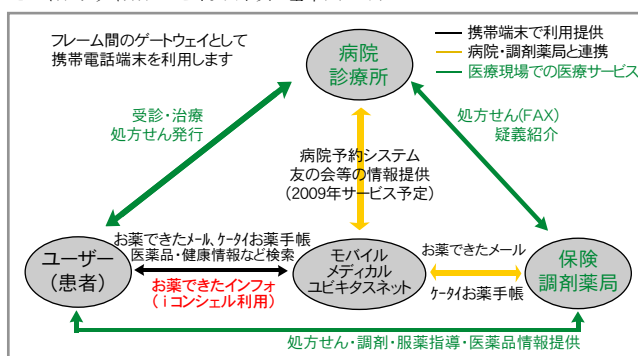 フレーム間のゲートウェイとして
携帯電話端末を利用します
携帯端末で利用提供
病院・調剤薬局と連携
医療現場での医療サービス
病院
診療所
受診・治療
処方せん発行
処方せん(FAX)
疑義紹介
病院予約システム
友の会等の情報提供
(2009年サービス予定)
お薬できたメール、ケータイお薬手帳
医薬品・健康情報など検索
お薬できたインフォ
(iコンシェル利用)
ユーザー
(患者)
モバイル
メディカル
ユビキタスネット
お薬できたメール
ケータイお薬手帳
保険
調剤薬局
処方せん・調剤・服薬指導・医薬品情報提供